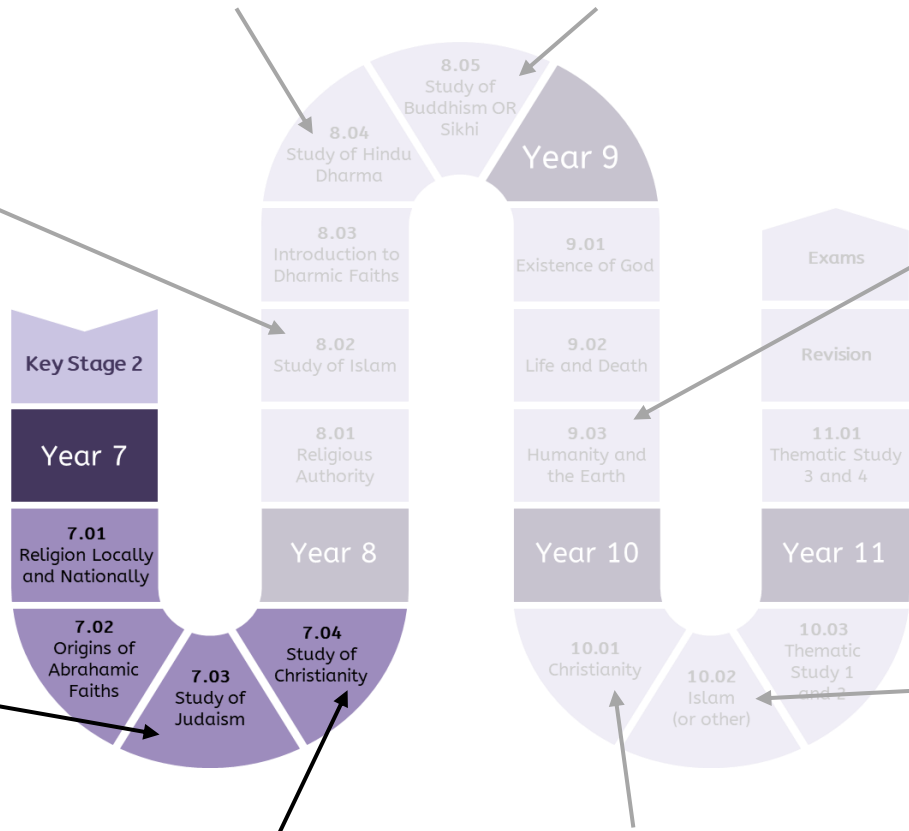 Key Stage 2
Year 7
7.01
Religion Locally
and Nationally
7.02
Origins of
Abrahamic
Faiths
7.03
Study of
Judaism
7.04
Study of
Christianity
Year 8
8.01
Religious
Authority
8.02
Study of Islam
8.03
Introduction to
Dharmic Faiths
8.04
Study of Hindu
Dharma
8.05
Study of
Buddhism OR
Sikhi
Year 9
9.01
Existence of God
9.02
Life and Death
9.03
Humanity and
the Earth
Year 10
10.01
Christianity
10.02
Islam
(or other)
10.03
Thematic
Study 1
and 2
Year 11
11.01
Thematic Study
3 and 4
Revision
Exams